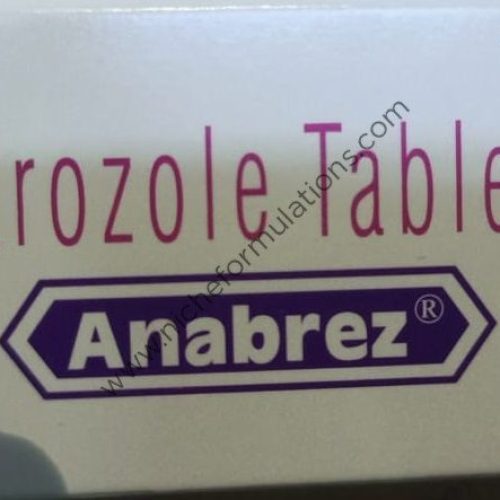 rozole Table
Anabrez®
www.nicheformulations.com